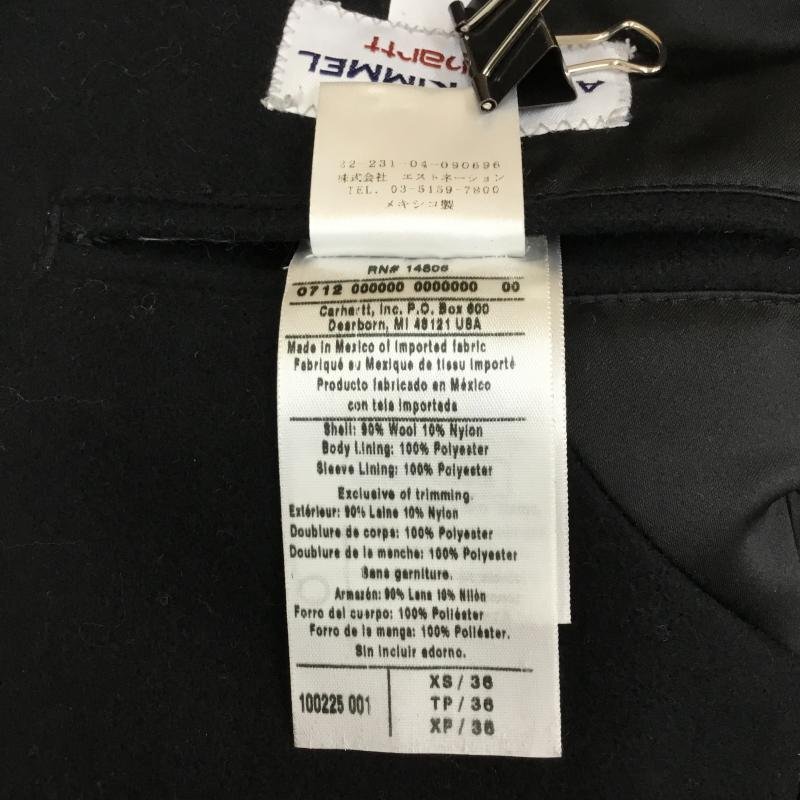 A
KIMMEL
hartt
22-231-04-090696
株式会社 エストネーション
TEL. 03-5159-7800
メキシコ製
RN# 14806
0712 000000 0000000 00
Carhartt, Inc. P.O. Box 600
Dearborn, MI 48121 USA
Made in Mexico of imported fabric
Fabriqué au Mexique de tissu importé
Producto fabricado en México
con tela importada
Shell: 90% Wool 10% Nylon
Body Lining: 100% Polyester
Sleeve Lining: 100% Polyester
Exclusive of trimming.
Extérieur: 90% Laine 10% Nylon
Doublure de corps: 100% Polyester
Doublure de la manche: 100% Polyester
Sans garniture.
Armazón: 90% Lana 10% Nilón
Forro del cuerpo: 100% Poliéster
Forro de la manga: 100% Poliéster.
Sin incluir adorno.
100225 001
XS / 36
TP / 36
XP / 36